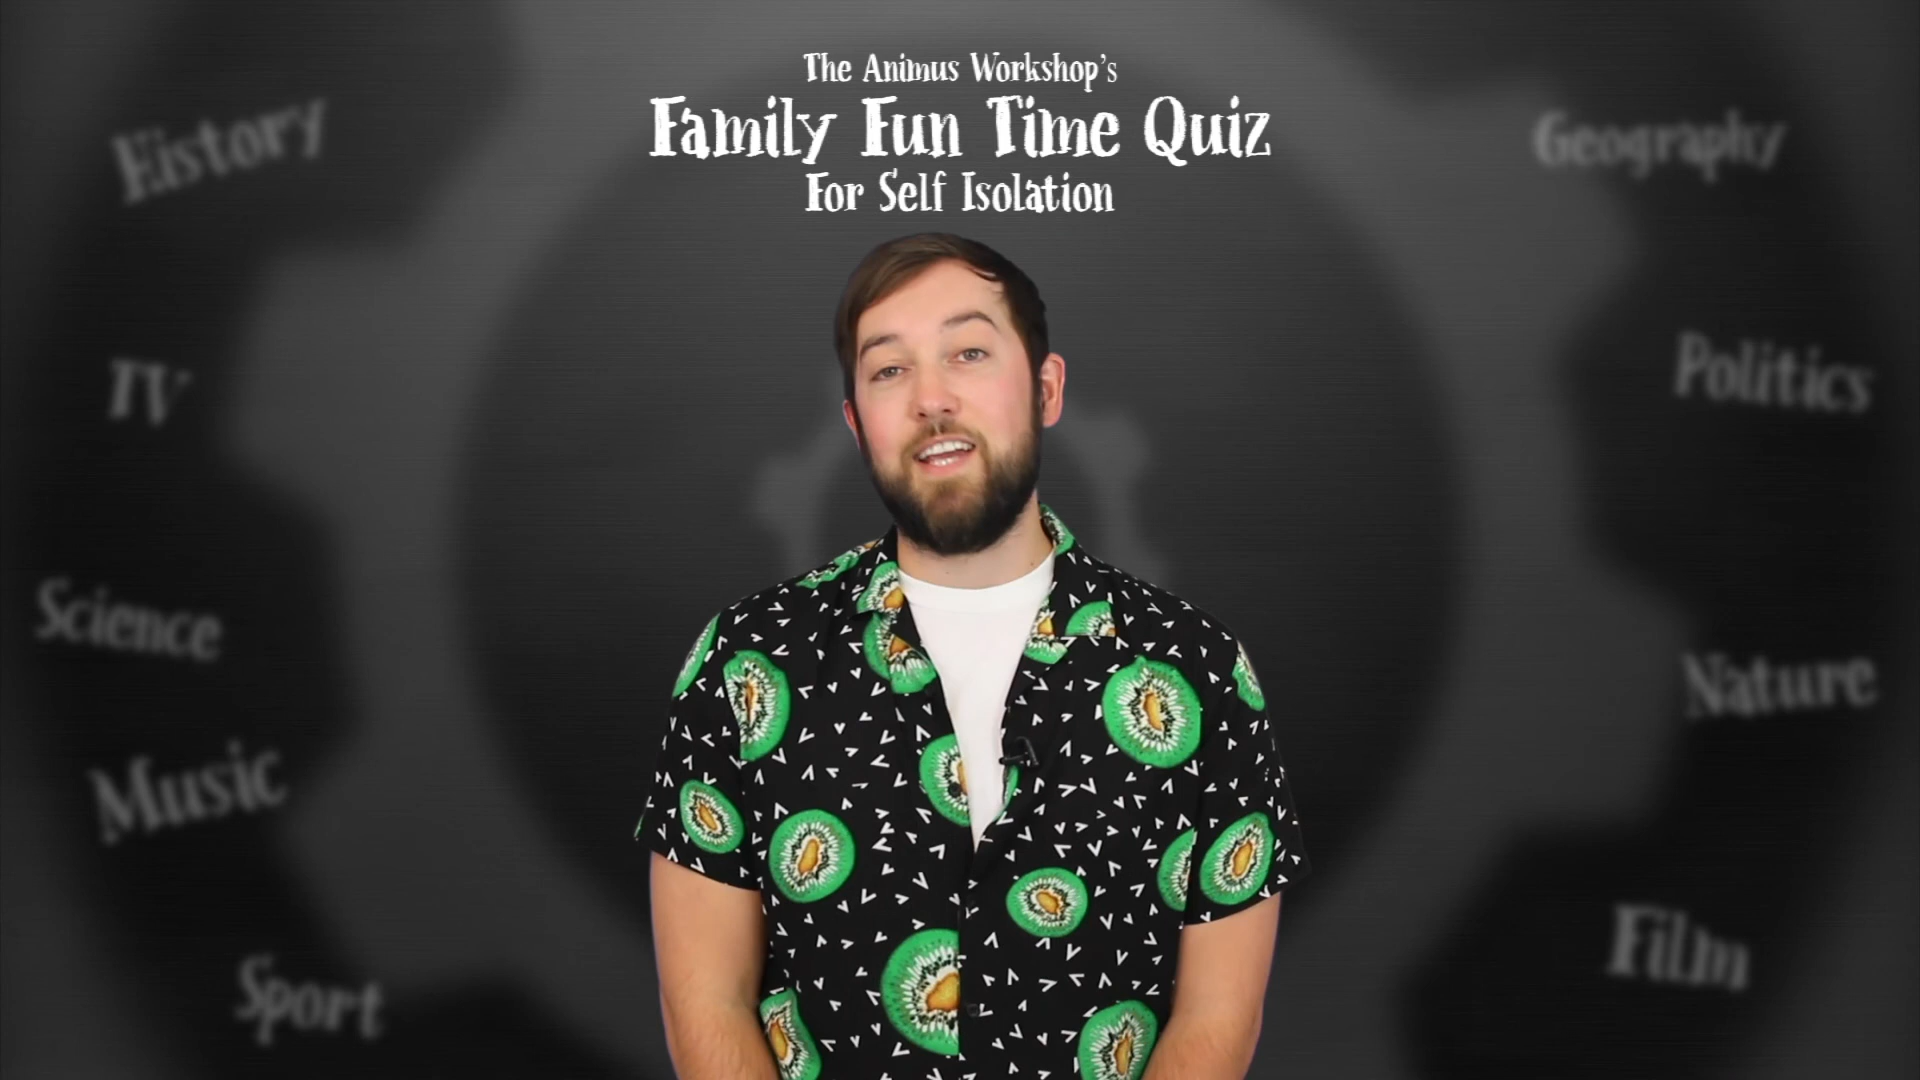 The Animus Workshop's
Family Fun Time Quiz
For Self Isolation
History
Geography
TV
Politics
Science
Nature
Music
Film
Sport